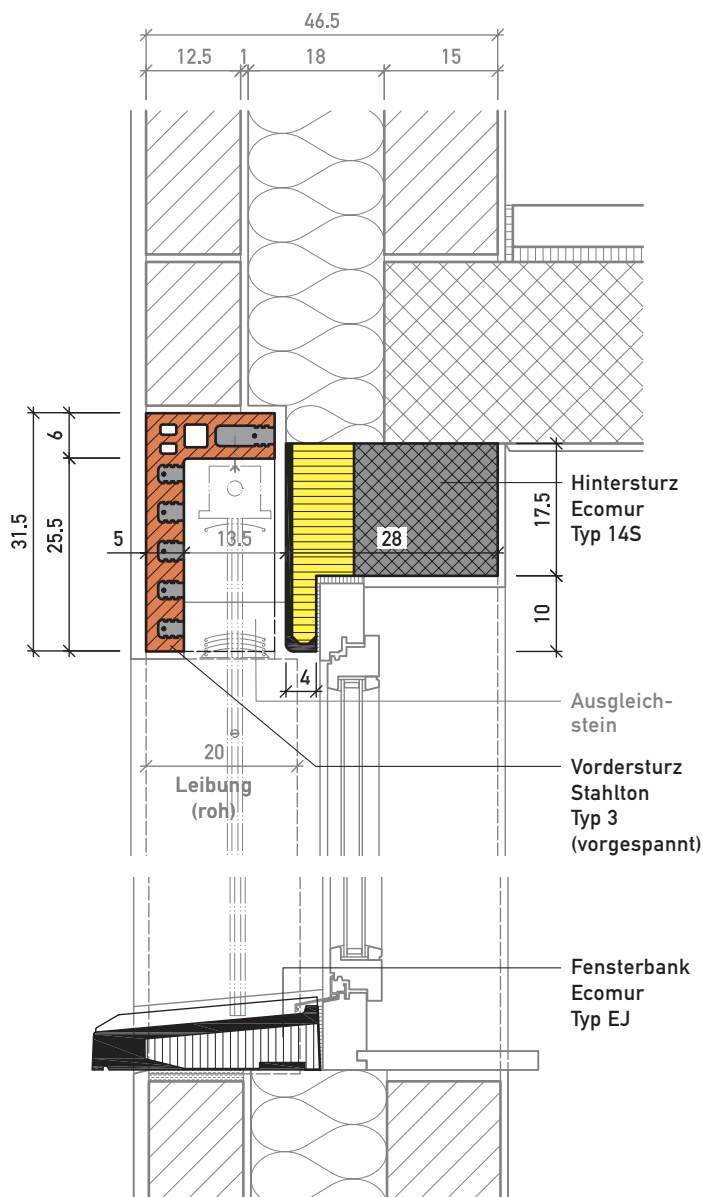 46.5
12.5 1 18 15
6
31.5
25.5
5
13.5
28
17.5
10
Hintersturz
Ecomur
Typ 14S
4
Ausgleich-
stein
20
Leibung
(roh)
Vordersturz
Stahlton
Typ 3
(vorgespannt)
Fensterbank
Ecomur
Typ EJ